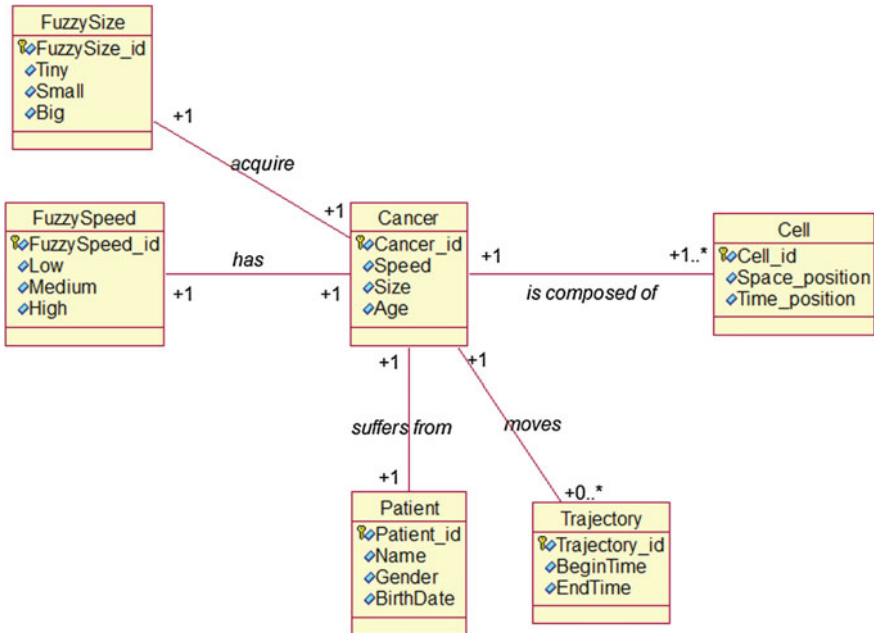 FuzzySize
FuzzySize_id
Tiny
Small
Big
+1
acquire
+1
FuzzySpeed
FuzzySpeed_id
Low
Medium
High
has
+1
+1
Cancer
Cancer_id
Speed
Size
Age
+1
+1..*
is composed of
Cell
Cell_id
Space_position
Time_position
+1
suffers from
+1
+1
moves
+0..*
Patient
Patient_id
Name
Gender
BirthDate
Trajectory
Trajectory_id
BeginTime
EndTime